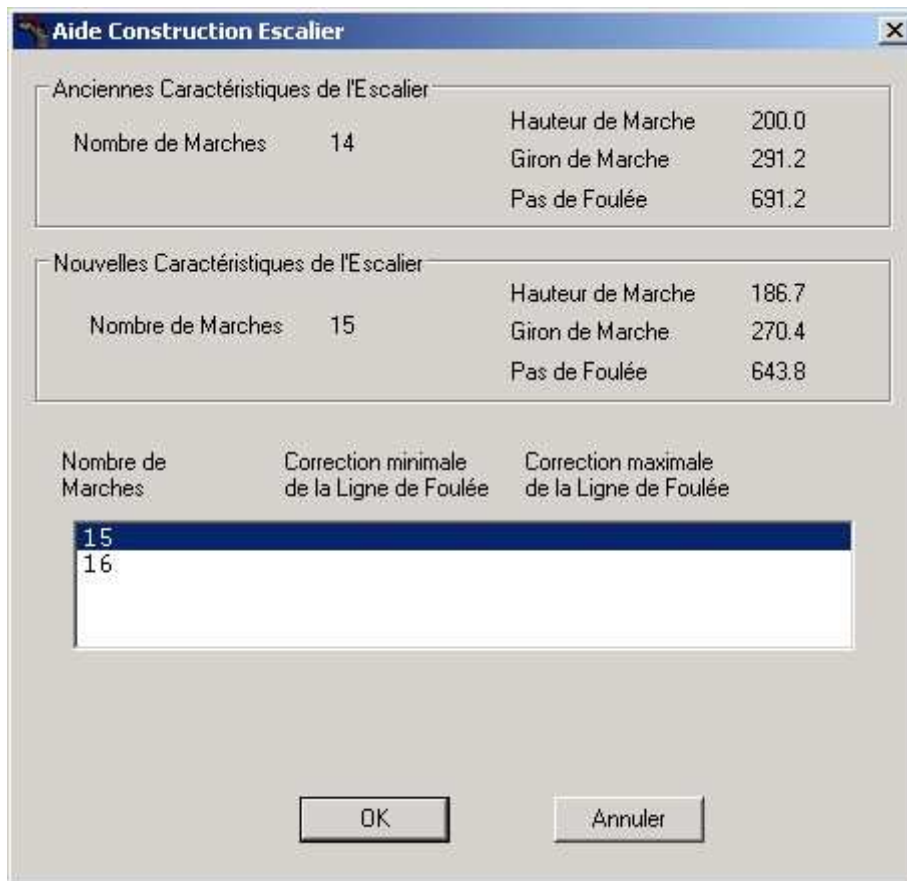 Aide Construction Escalier
Anciennes Caractéristiques de l'Escalier
Nombre de Marches 14
Hauteur de Marche 200.0
Giron de Marche 291.2
Pas de Foulée 691.2
Nouvelles Caractéristiques de l'Escalier
Nombre de Marches 15
Hauteur de Marche 186.7
Giron de Marche 270.4
Pas de Foulée 643.8
Nombre de
Marches
Correction minimale
de la Ligne de Foulée
Correction maximale
de la Ligne de Foulée
15
16
OK
Annuler